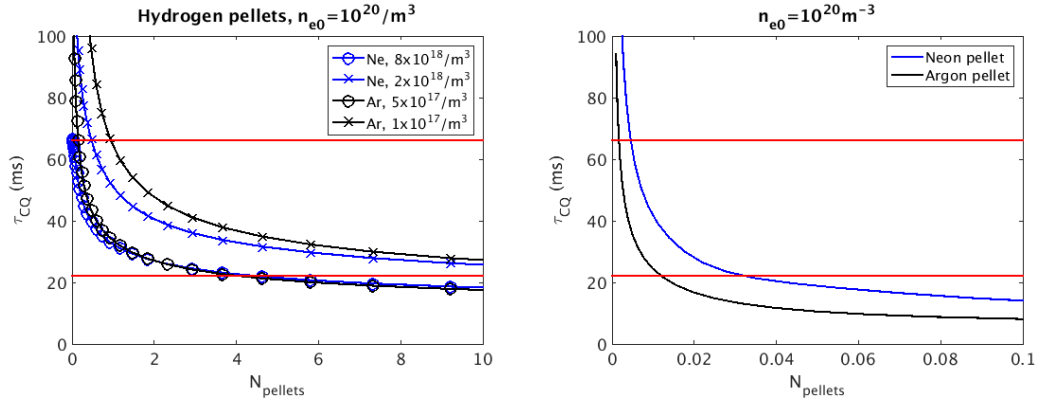 Hydrogen pellets, n_e0=10^20/m^3
100
80
60
40
20
0
τ_CQ (ms)
0 2 4 6 8 10
N_pellets
Ne, 8x10^18/m^3
Ne, 2x10^18/m^3
Ar, 5x10^17/m^3
Ar, 1x10^17/m^3
n_e0=10^20m^-3
100
80
60
40
20
0
τ_CQ (ms)
0 0.02 0.04 0.06 0.08 0.1
N_pellets
Neon pellet
Argon pellet